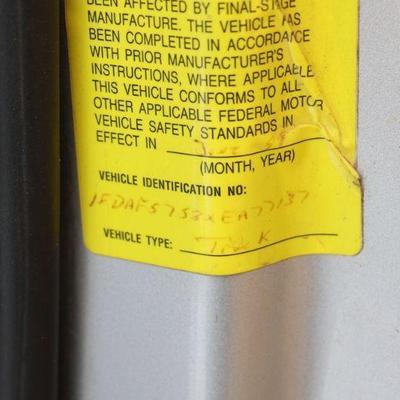 BEEN AFFECTED BY FINAL-STAGE
MANUFACTURE. THE VEHICLE HAS
BEEN COMPLETED IN ACCORDANCE
WITH PRIOR MANUFACTURER'S
INSTRUCTIONS, WHERE APPLICABLE
THIS VEHICLE CONFORMS TO ALL
OTHER APPLICABLE FEDERAL MOTOR
VEHICLE SAFETY STANDARDS IN
EFFECT IN
(MONTH, YEAR)
VEHICLE IDENTIFICATION NO:
VEHICLE TYPE: